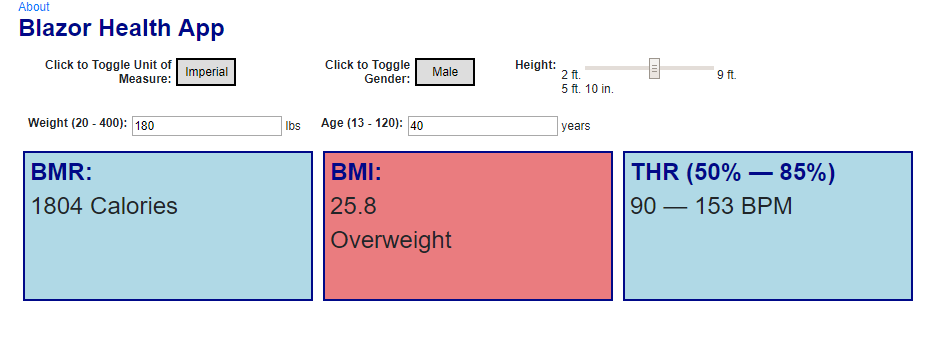 About
Blazor Health App
Click to Toggle Unit of
Measure:
Imperial
Click to Toggle
Gender:
Male
Height:
2 ft.
9 ft.
5 ft. 10 in.
Weight (20 - 400):
180
lbs
Age (13 - 120):
40
years
BMR:
1804 Calories
BMI:
25.8
Overweight
THR (50% — 85%)
90 — 153 BPM